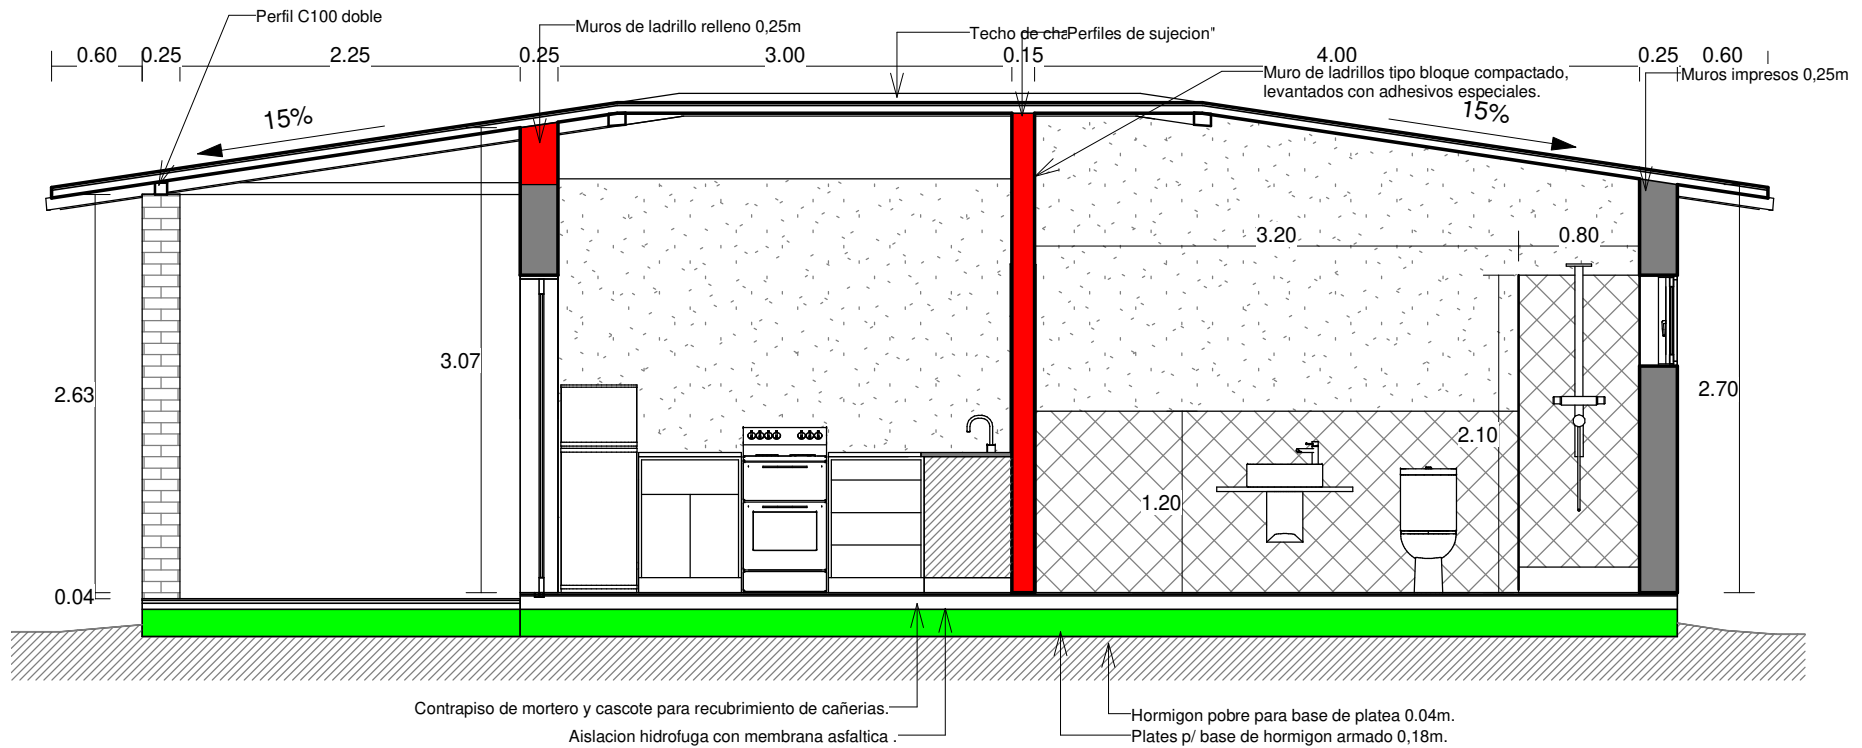 Perfil C100 doble
Muros de ladrillo relleno 0,25m
Techo de cha
Perfiles de sujecion"
0.60
0.25
2.25
0.25
3.00
0.15
4.00
0.25
0.60
Muro de ladrillos tipo bloque compactado,
levantados con adhesivos especiales.
Muros impresos 0,25m
15%
15%
3.20
0.80
3.07
2.63
2.70
2.10
1.20
0.04
Contrapiso de mortero y cascote para recubrimiento de cañerias.
Aislacion hidrofuga con membrana asfaltica .
Hormigon pobre para base de platea 0.04m.
Plates p/ base de hormigon armado 0,18m.